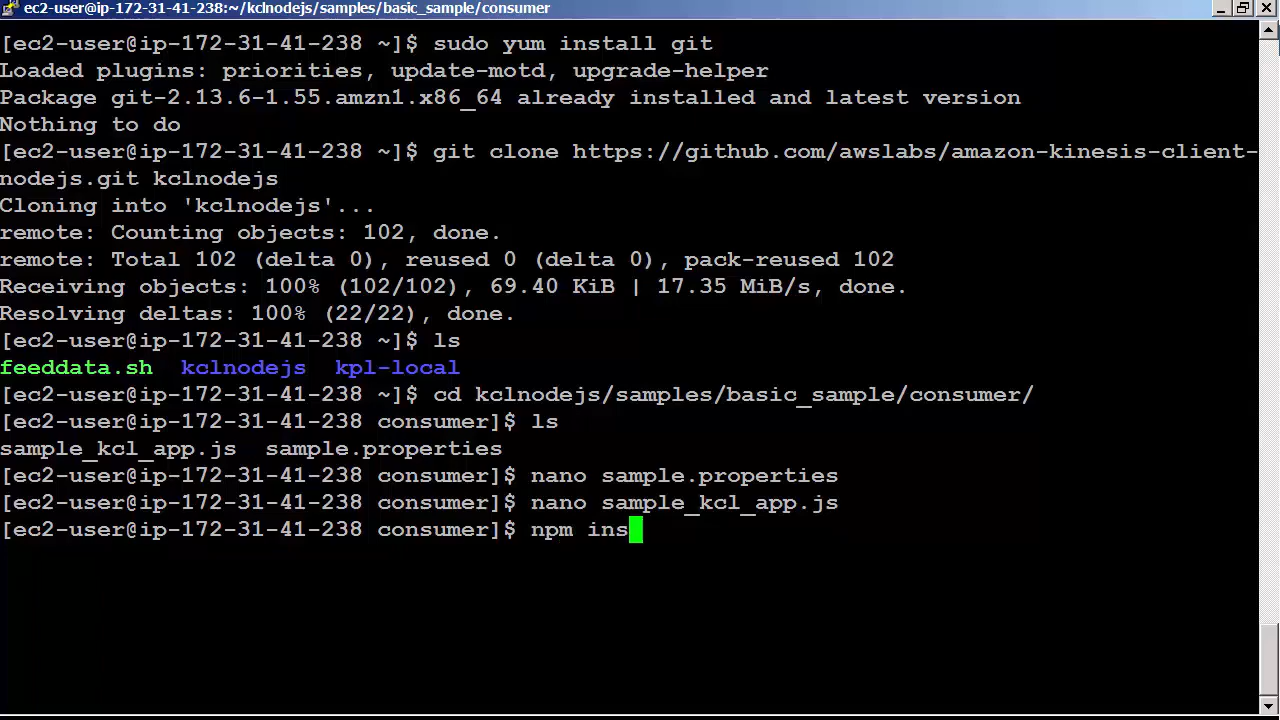 ec2-user@ip-172-31-41-238:~/kclnodejs/samples/basic_sample/consumer
[ec2-user@ip-172-31-41-238 ~]$ sudo yum install git
Loaded plugins: priorities, update-motd, upgrade-helper
Package git-2.13.6-1.55.amzn1.x86_64 already installed and latest version
Nothing to do
[ec2-user@ip-172-31-41-238 ~]$ git clone https://github.com/awslabs/amazon-kinesis-client-
nodejs.git kclnodejs
Cloning into 'kclnodejs'...
remote: Counting objects: 102, done.
remote: Total 102 (delta 0), reused 0 (delta 0), pack-reused 102
Receiving objects: 100% (102/102), 69.40 KiB | 17.35 MiB/s, done.
Resolving deltas: 100% (22/22), done.
[ec2-user@ip-172-31-41-238 ~]$ ls
feeddata.sh  kclnodejs  kpl-local
[ec2-user@ip-172-31-41-238 ~]$ cd kclnodejs/samples/basic_sample/consumer/
[ec2-user@ip-172-31-41-238 consumer]$ ls
sample_kcl_app.js  sample.properties
[ec2-user@ip-172-31-41-238 consumer]$ nano sample.properties
[ec2-user@ip-172-31-41-238 consumer]$ nano sample_kcl_app.js
[ec2-user@ip-172-31-41-238 consumer]$ npm ins